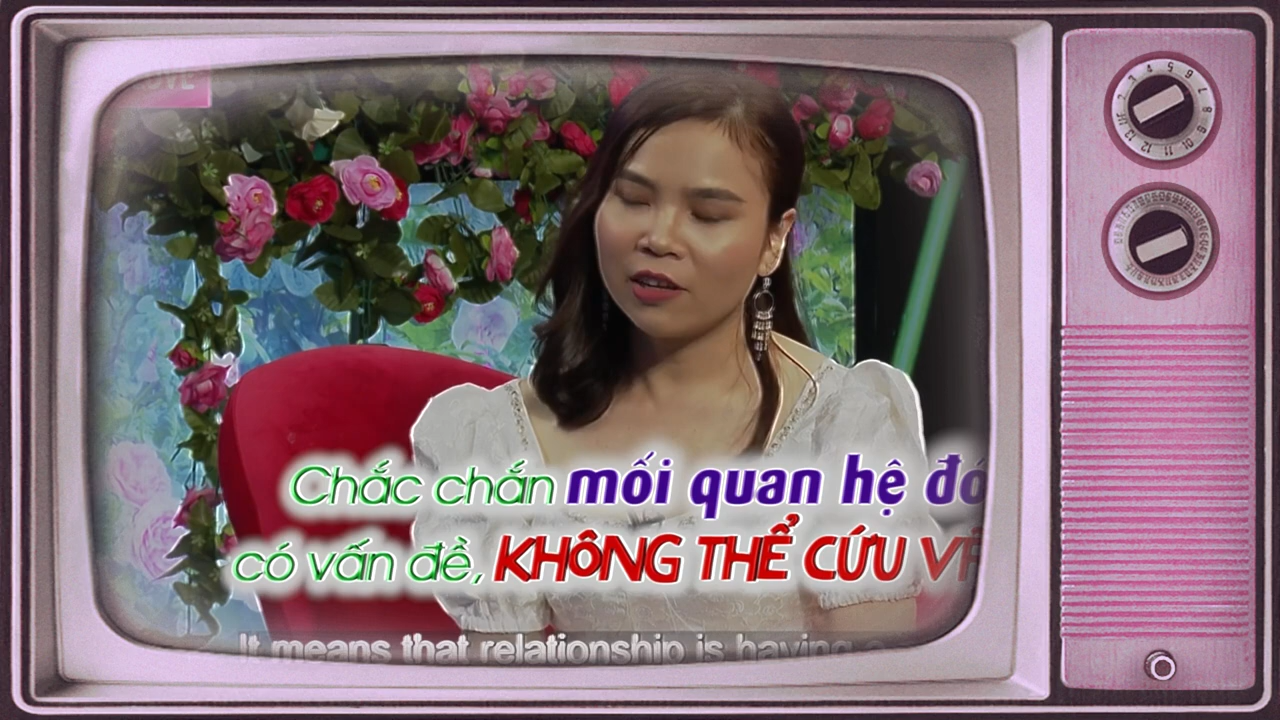 Chắc chắn mối quan hệ đó
có vấn đề, KHÔNG THỂ CỨU
It means that relationship is having